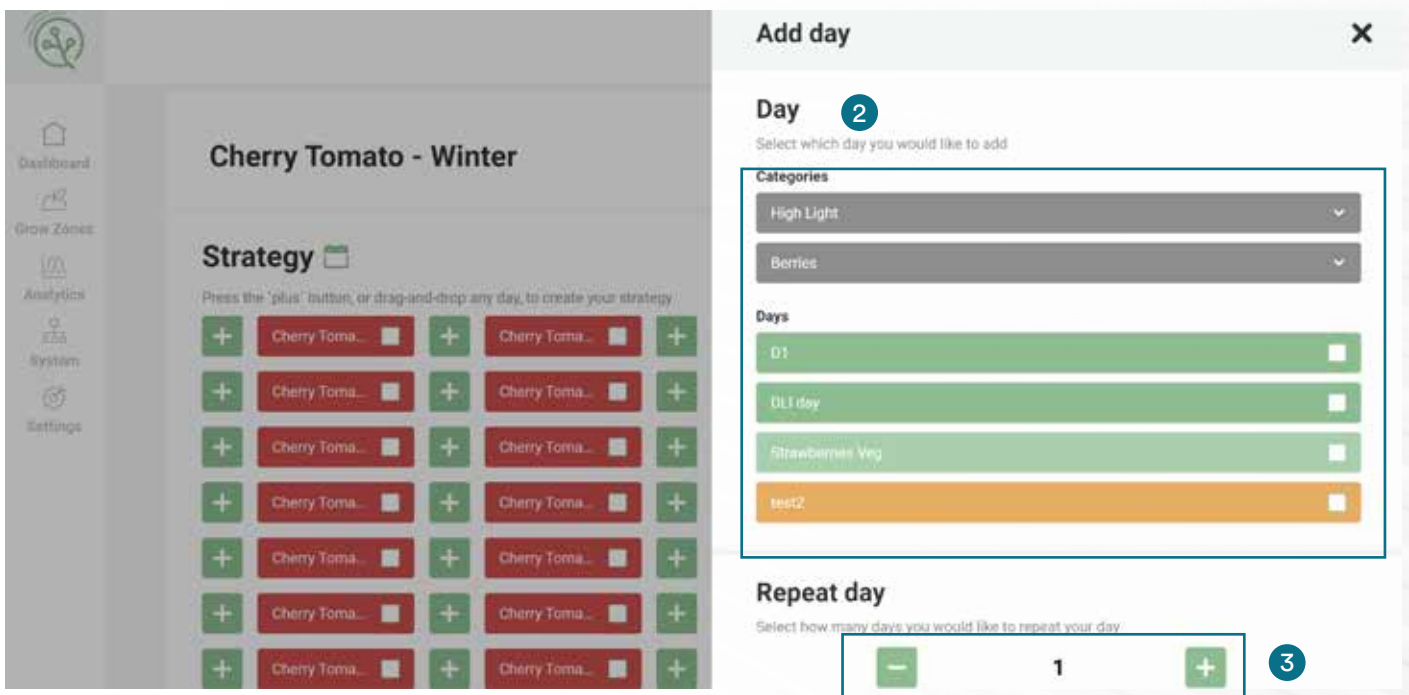 Dashboard
Grow Zones
Analytics
System
Settings
Cherry Tomato - Winter
Strategy
Press the 'plus' button, or drag-and-drop any day, to create your strategy
Cherry Toma... Cherry Toma...
Cherry Toma... Cherry Toma...
Cherry Toma... Cherry Toma...
Cherry Toma... Cherry Toma...
Cherry Toma... Cherry Toma...
Cherry Toma... Cherry Toma...
Cherry Toma... Cherry Toma...
Add day
Day 2
Select which day you would like to add
Categories
High Light
Berries
Days
D1
DLI day
Strawberries Veg
test2
Repeat day
Select how many days you would like to repeat your day
1
3